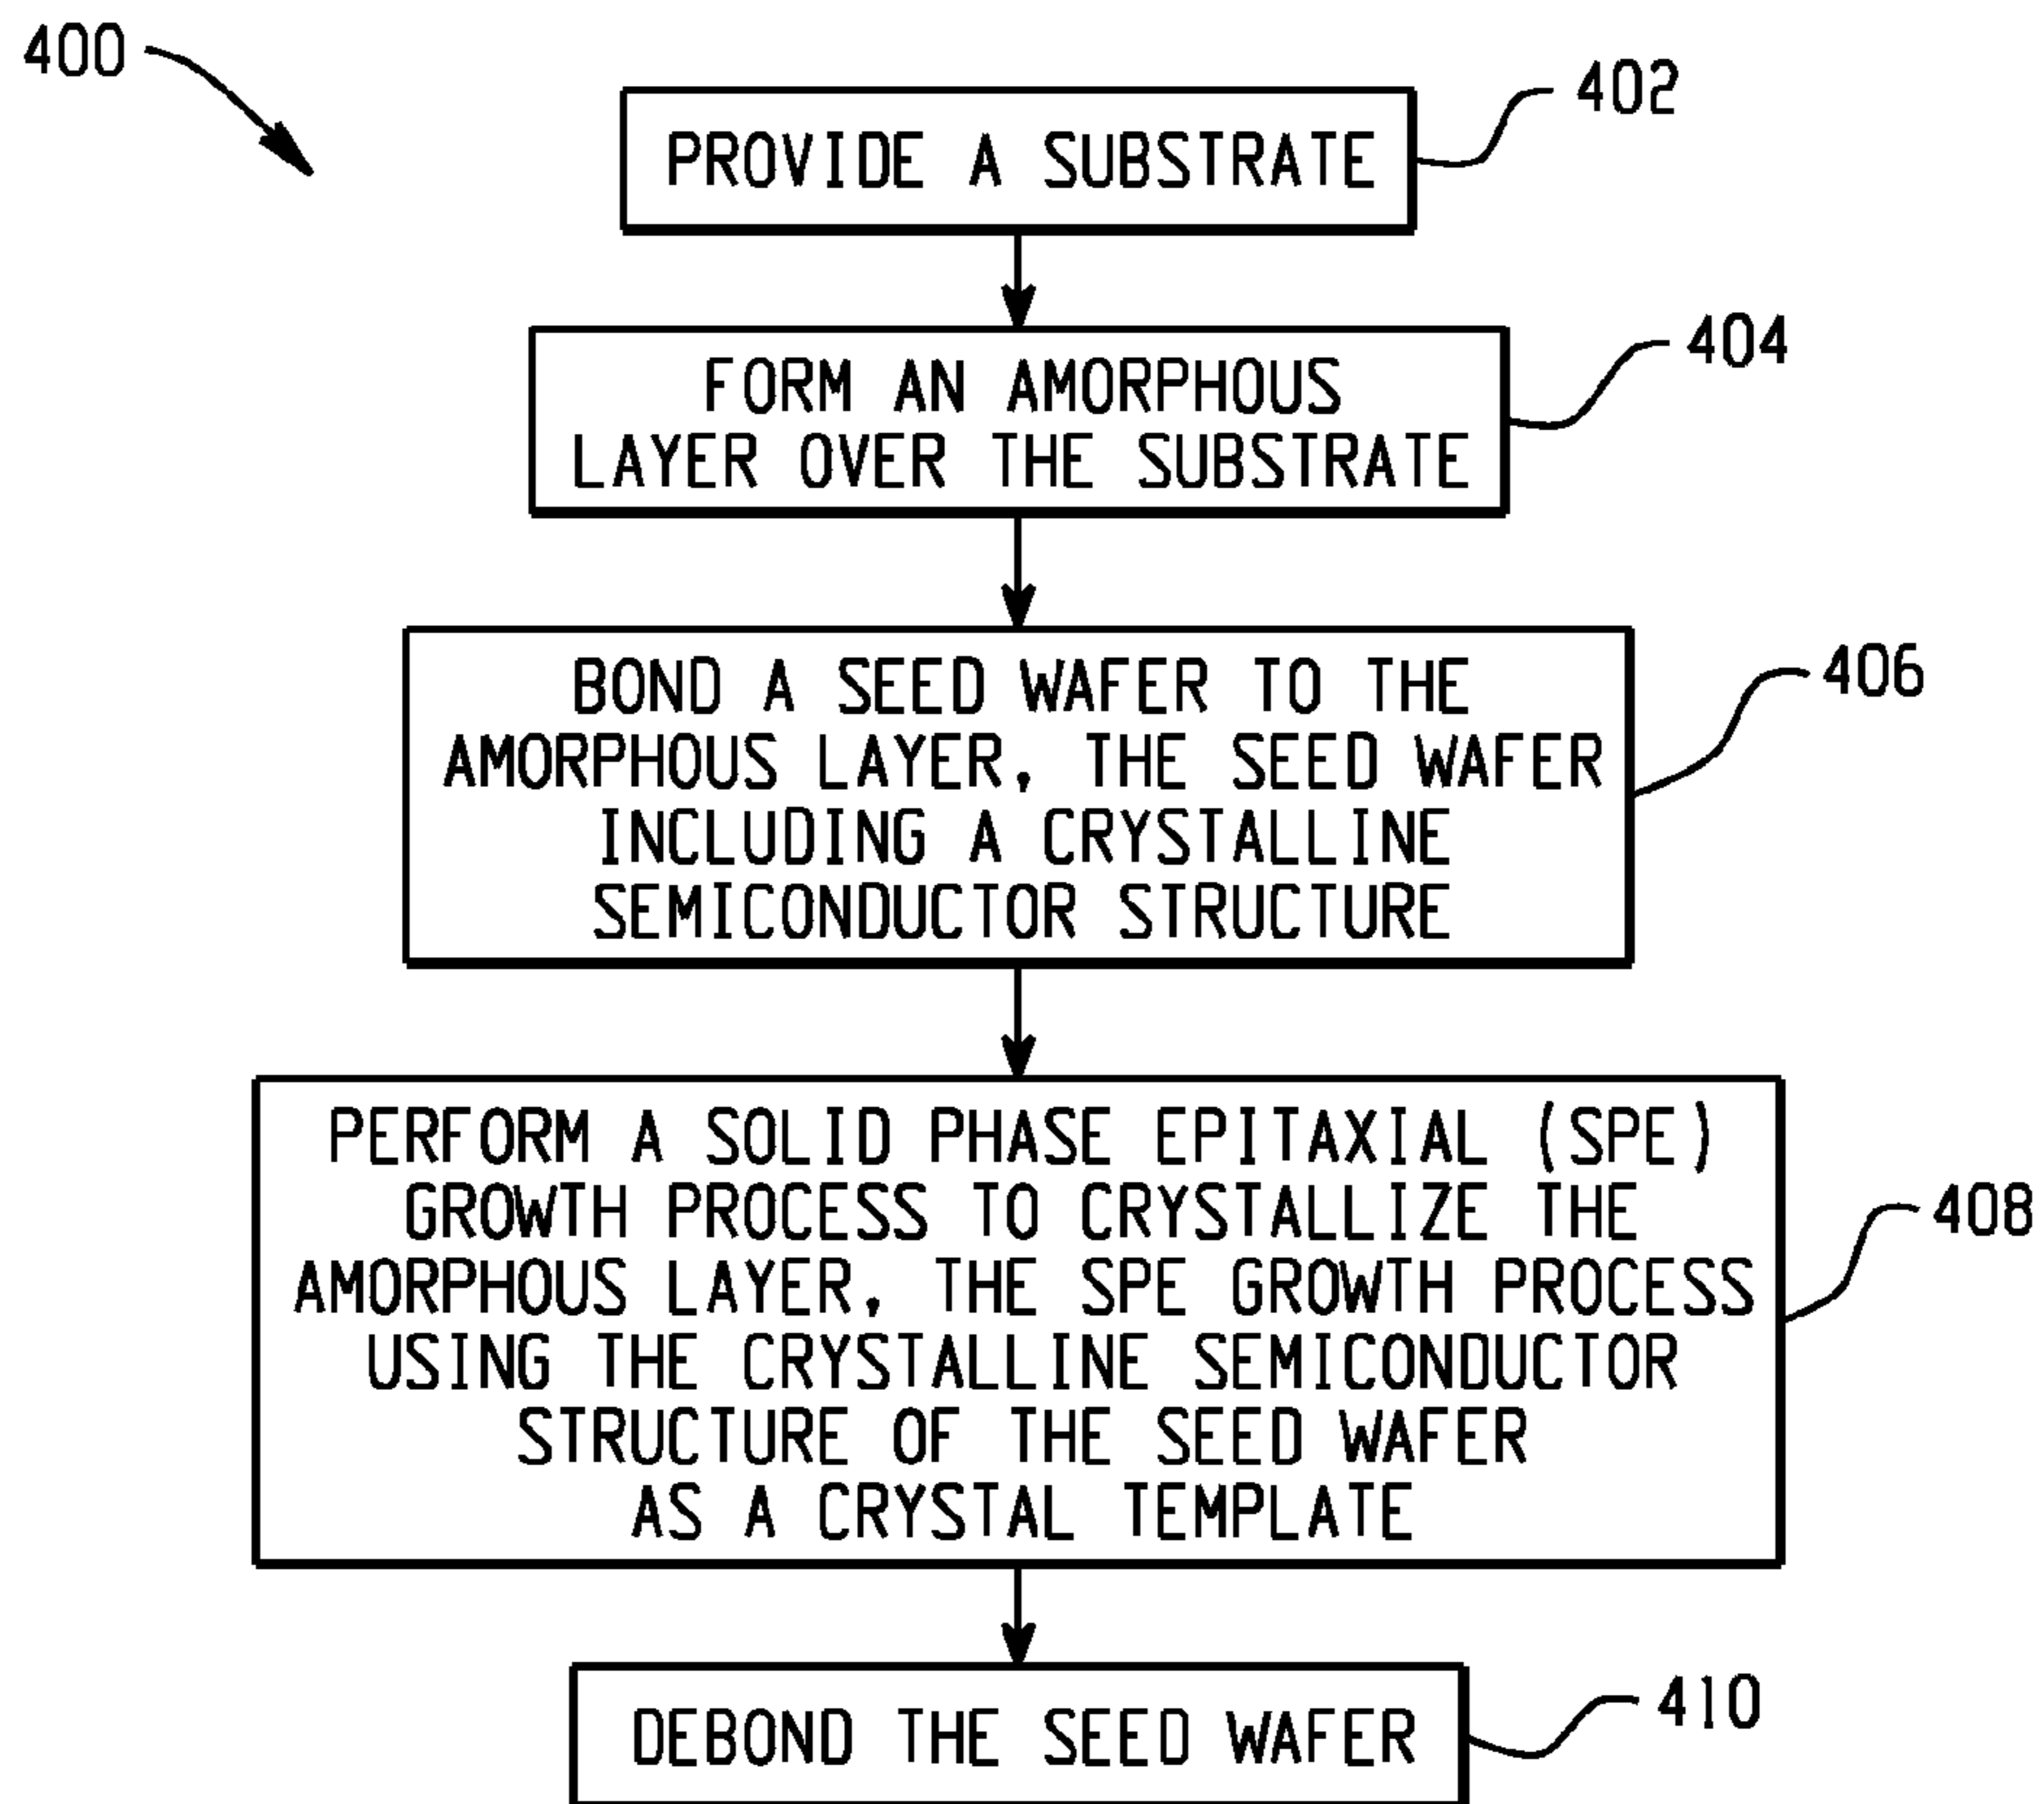 400
PROVIDE A SUBSTRATE
402
FORM AN AMORPHOUS
LAYER OVER THE SUBSTRATE
404
BOND A SEED WAFER TO THE
AMORPHOUS LAYER, THE SEED WAFER
INCLUDING A CRYSTALLINE
SEMICONDUCTOR STRUCTURE
406
PERFORM A SOLID PHASE EPITAXIAL (SPE)
GROWTH PROCESS TO CRYSTALLIZE THE
AMORPHOUS LAYER, THE SPE GROWTH PROCESS
USING THE CRYSTALLINE SEMICONDUCTOR
STRUCTURE OF THE SEED WAFER
AS A CRYSTAL TEMPLATE
408
DEBOND THE SEED WAFER
410